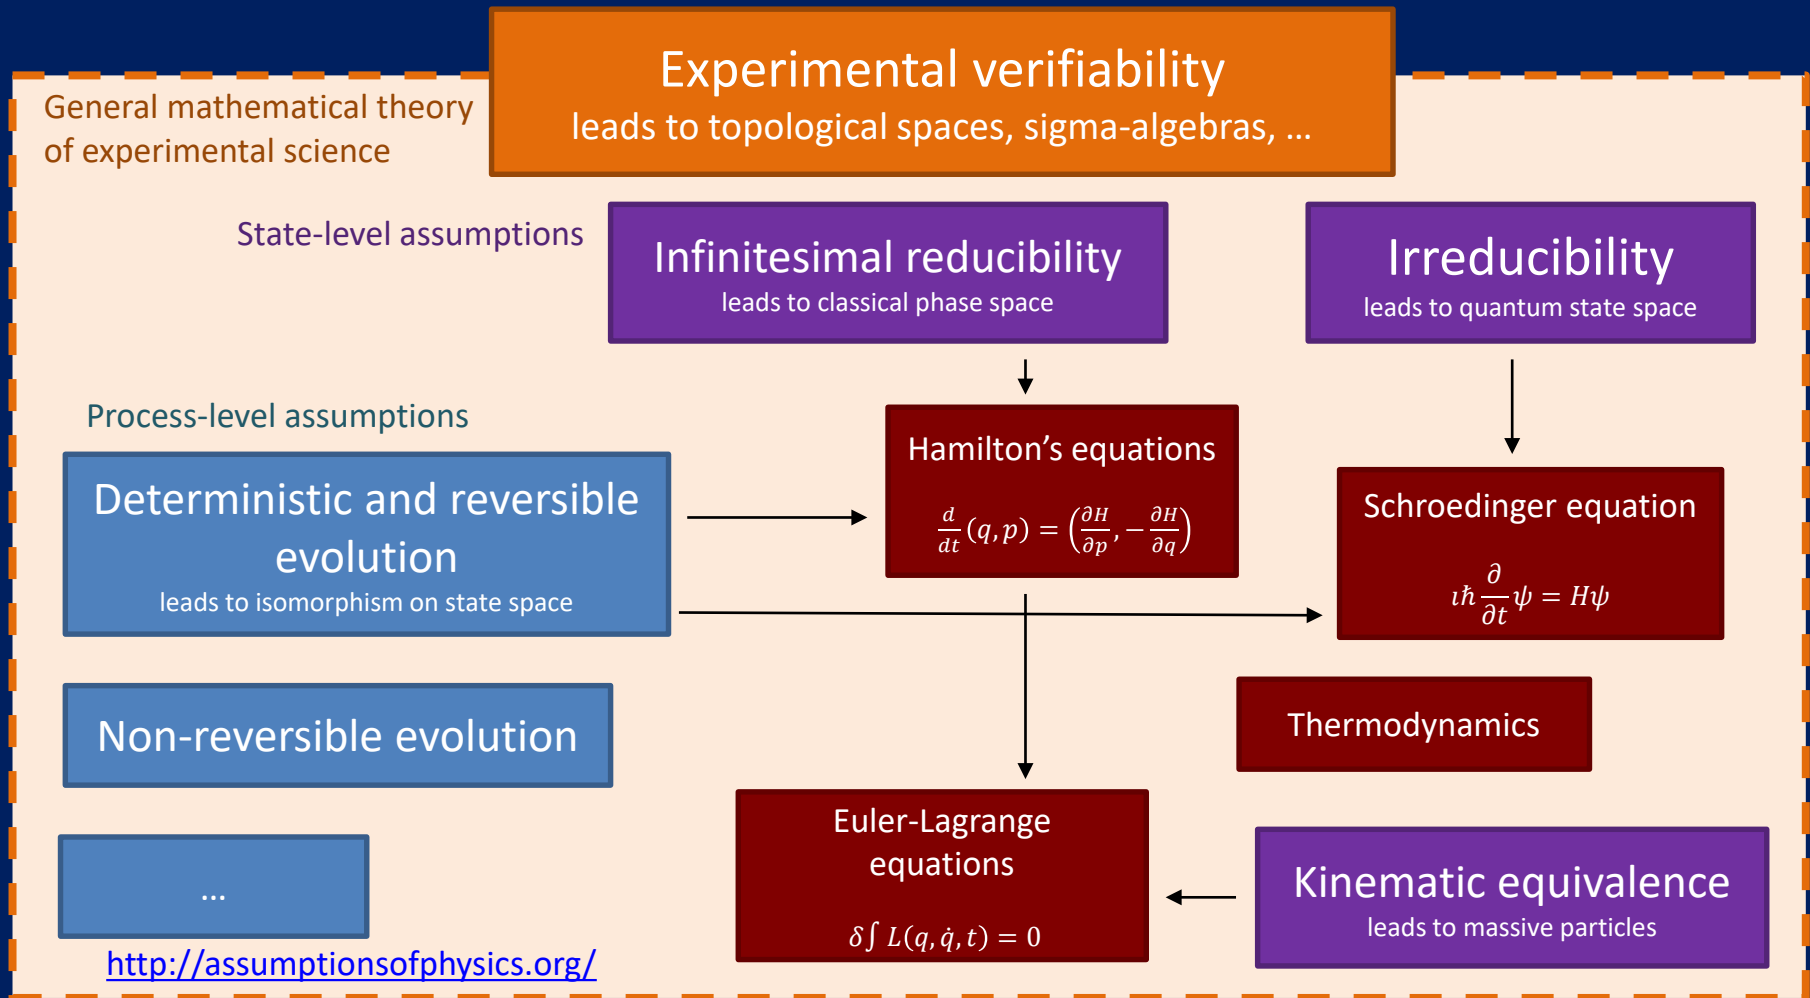 Experimental verifiability
leads to topological spaces, sigma-algebras, …
General mathematical theory
of experimental science
State-level assumptions
Infinitesimal reducibility
leads to classical phase space
Irreducibility
leads to quantum state space
Process-level assumptions
Deterministic and reversible
evolution
leads to isomorphism on state space
Hamilton’s equations
d/dt (q, p) = (∂H/∂p, −∂H/∂q)
Schroedinger equation
ıħ ∂/∂t ψ = Hψ
Non-reversible evolution
Thermodynamics
…
Euler-Lagrange
equations
δ∫ L(q, q̇, t) = 0
Kinematic equivalence
leads to massive particles
http://assumptionsofphysics.org/